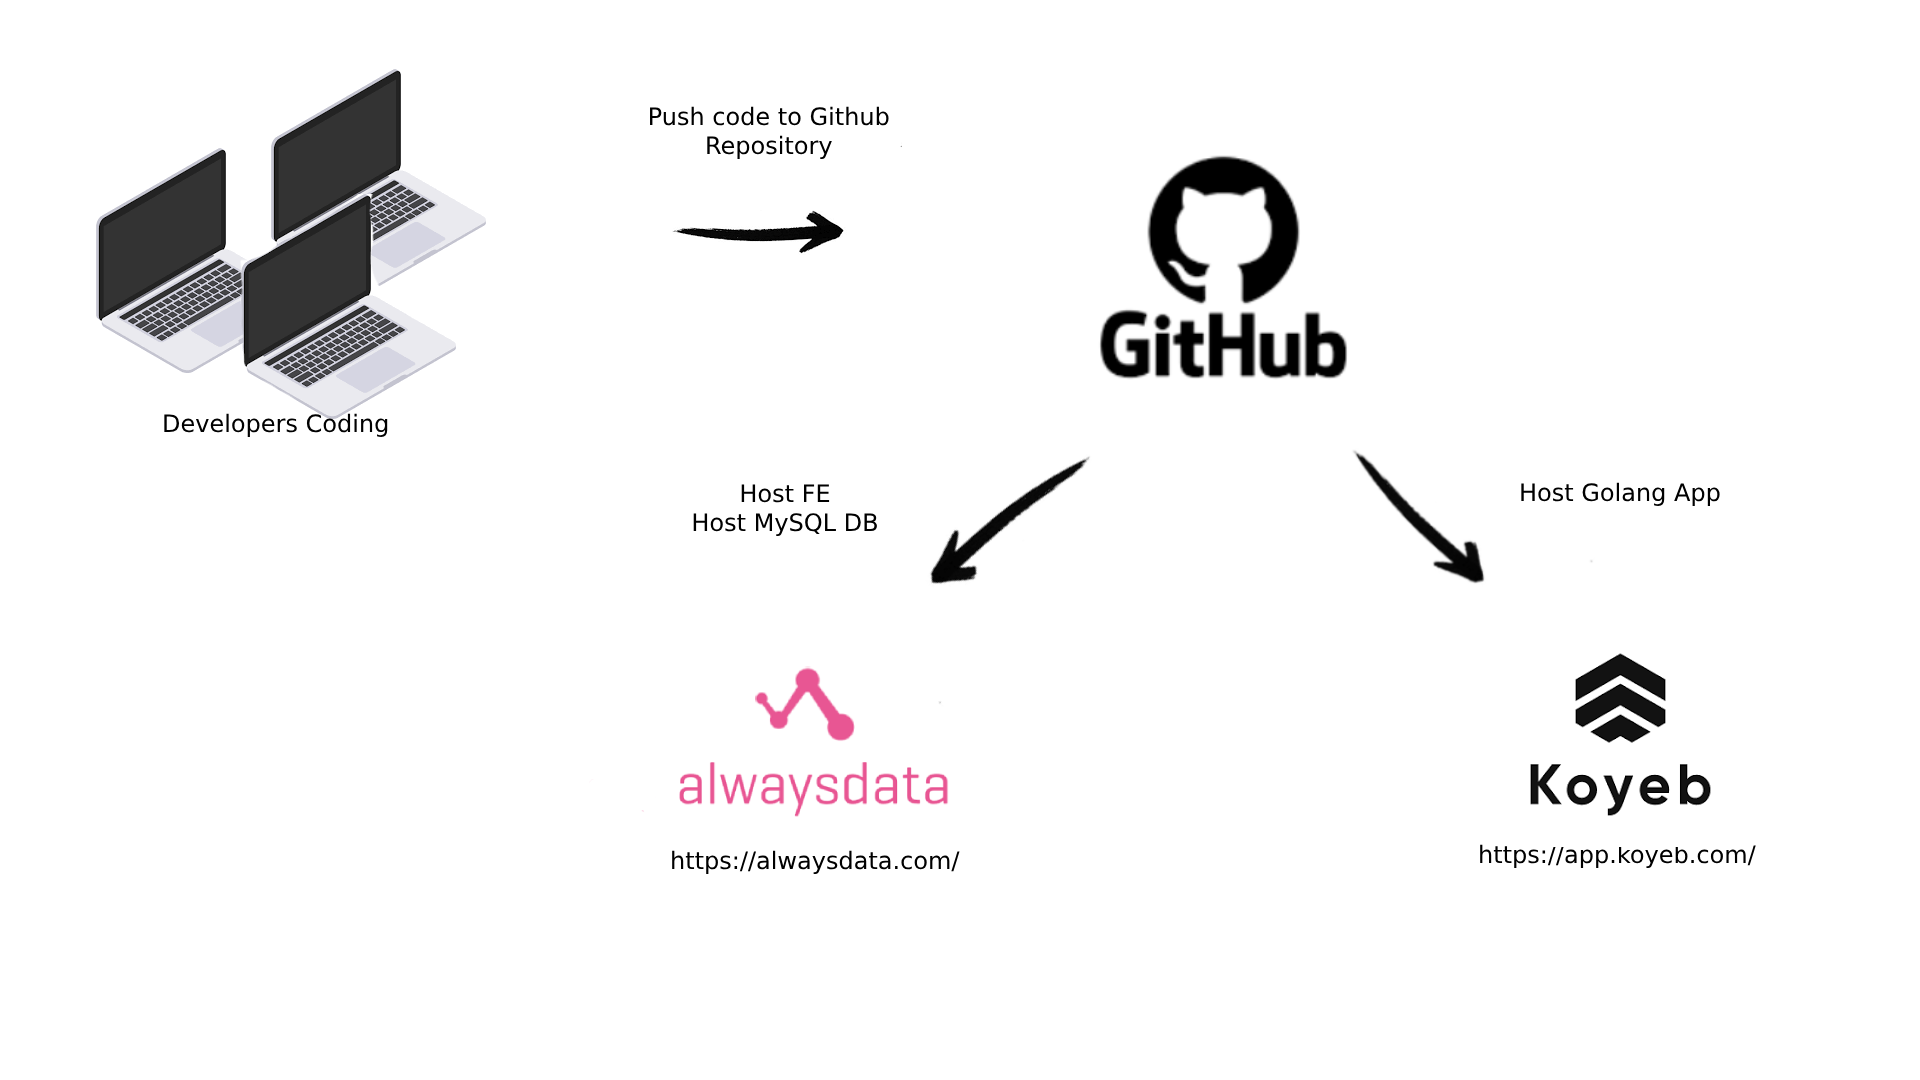 Push code to Github
Repository
GitHub
Developers Coding
Host FE
Host MySQL DB
Host Golang App
alwaysdata
https://alwaysdata.com/
Koyeb
https://app.koyeb.com/